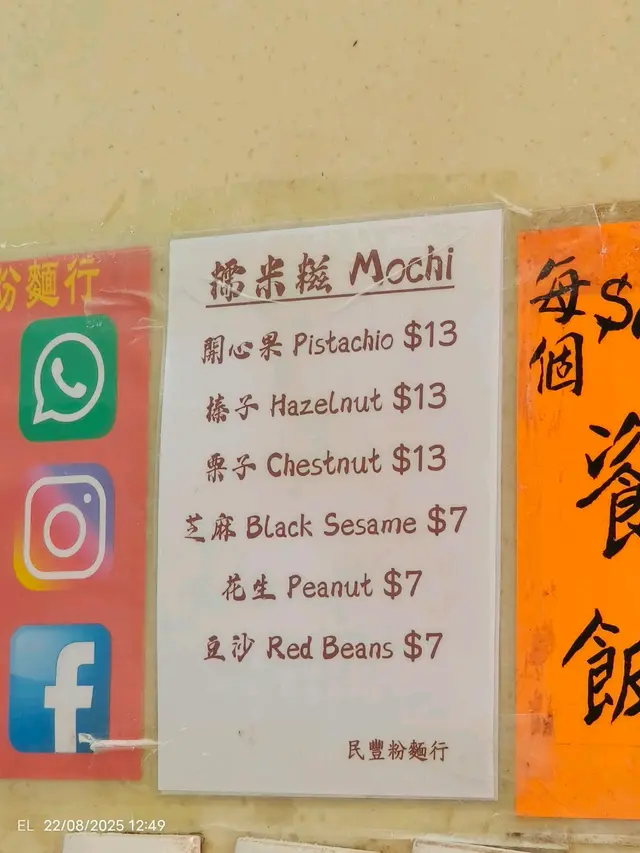 粉麵行
糯米糍 Mochi
開心果 Pistachio $13
榛子 Hazelnut $13
栗子 Chestnut $13
芝麻 Black Sesame $7
花生 Peanut $7
豆沙 Red Beans $7
民豐粉麵行
每個
$
餐
飯
EL 22/08/2025 12:49